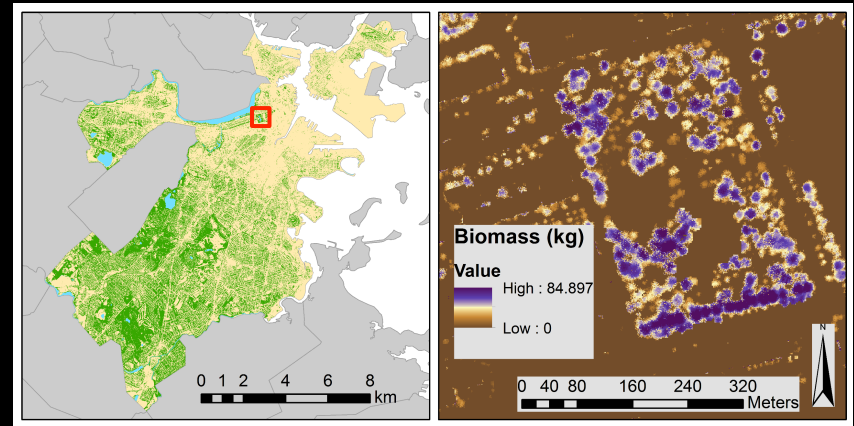 0 1 2 4 6 8
km
Biomass (kg)
Value
High : 84.897
Low : 0
N
0 40 80 160 240 320
Meters